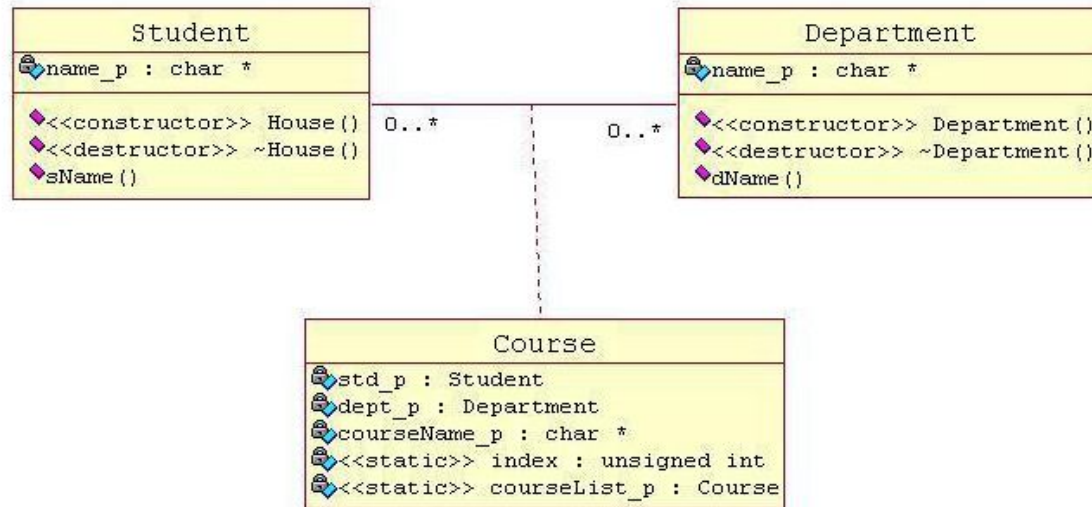 Student
name_p : char *
<<constructor>> House()
<<destructor>> ~House()
sName()
0..*
0..*
Department
name_p : char *
<<constructor>> Department()
<<destructor>> ~Department()
dName()
Course
std_p : Student
dept_p : Department
courseName_p : char *
<<static>> index : unsigned int
<<static>> courseList_p : Course